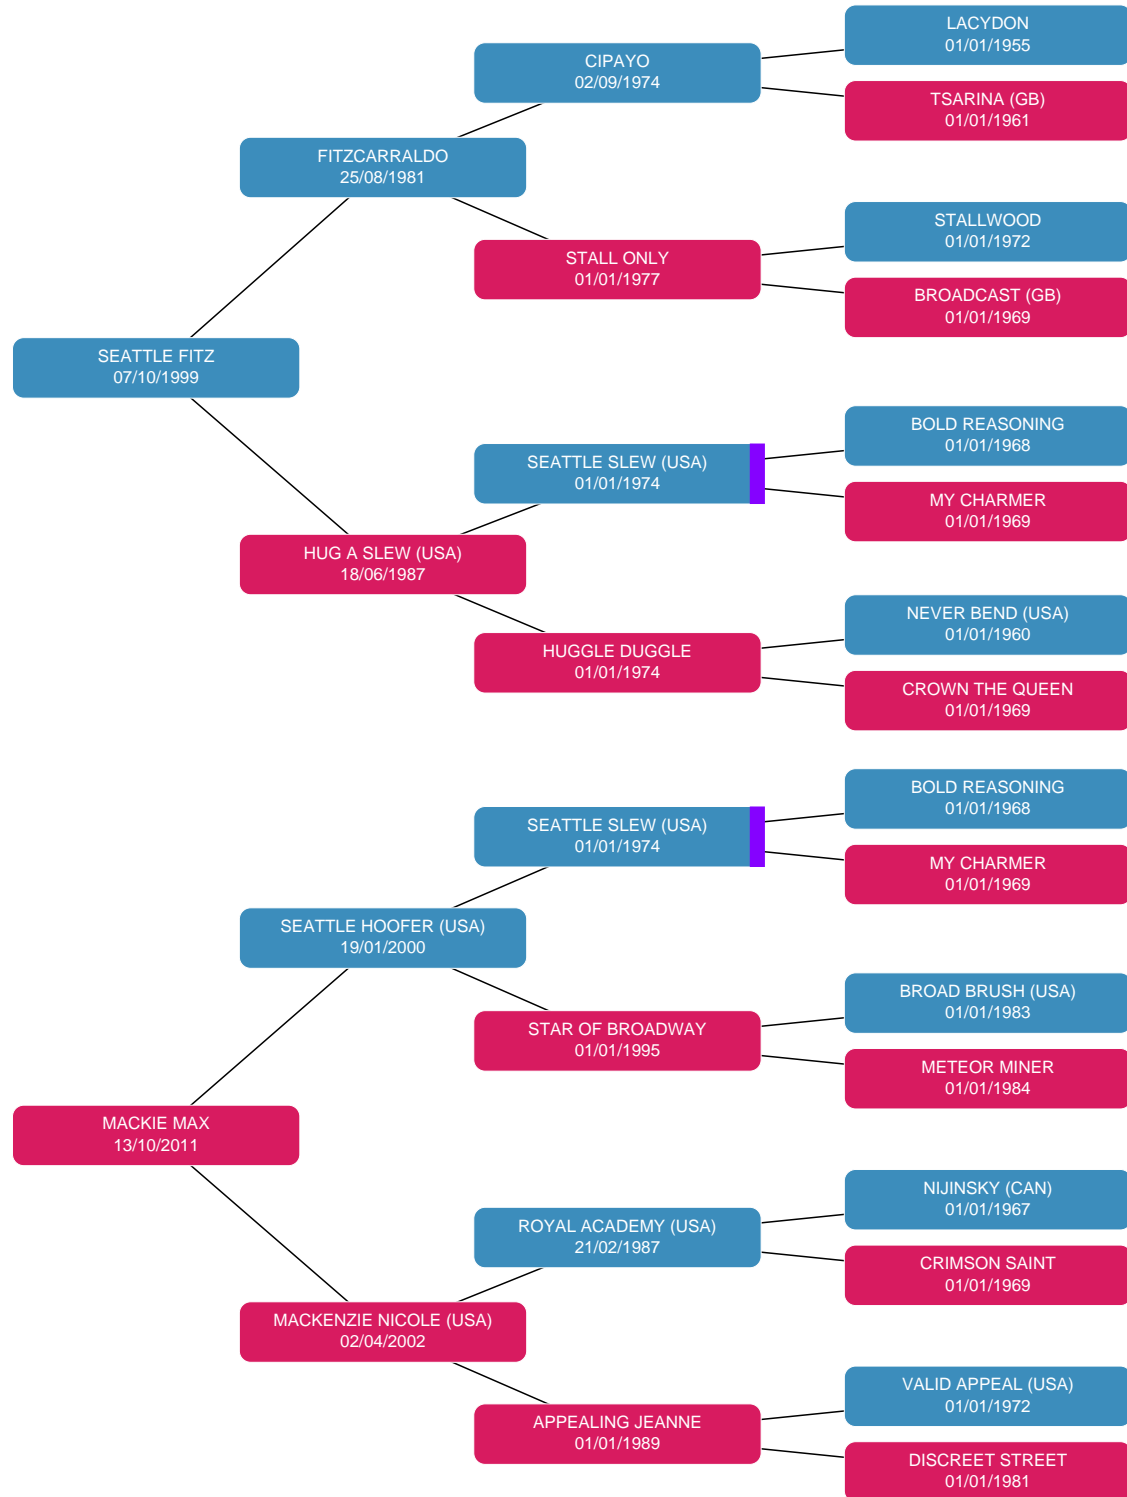 LACYDON
01/01/1955
CIPAYO
02/09/1974
TSARINA (GB)
01/01/1961
FITZCARRALDO
25/08/1981
STALLWOOD
01/01/1972
STALL ONLY
01/01/1977
BROADCAST (GB)
01/01/1969
SEATTLE FITZ
07/10/1999
BOLD REASONING
01/01/1968
SEATTLE SLEW (USA)
01/01/1974
MY CHARMER
01/01/1969
HUG A SLEW (USA)
18/06/1987
NEVER BEND (USA)
01/01/1960
HUGGLE DUGGLE
01/01/1974
CROWN THE QUEEN
01/01/1969
BOLD REASONING
01/01/1968
SEATTLE SLEW (USA)
01/01/1974
MY CHARMER
01/01/1969
SEATTLE HOOFER (USA)
19/01/2000
BROAD BRUSH (USA)
01/01/1983
STAR OF BROADWAY
01/01/1995
METEOR MINER
01/01/1984
MACKIE MAX
13/10/2011
NIJINSKY (CAN)
01/01/1967
ROYAL ACADEMY (USA)
21/02/1987
CRIMSON SAINT
01/01/1969
MACKENZIE NICOLE (USA)
02/04/2002
VALID APPEAL (USA)
01/01/1972
APPEALING JEANNE
01/01/1989
DISCREET STREET
01/01/1981